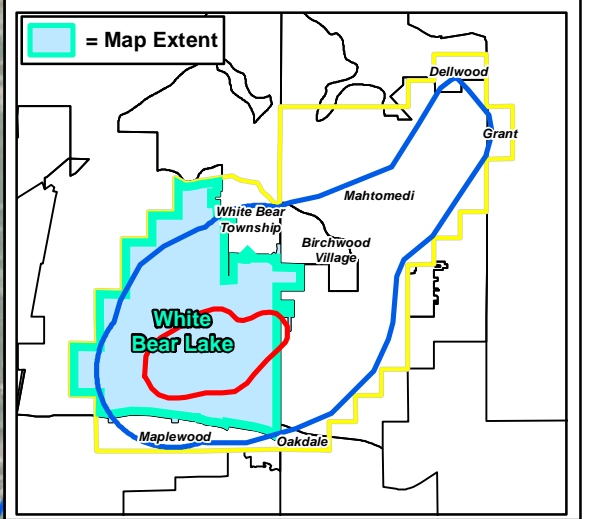 = Map Extent
Dellwood
Grant
Mahtomedi
White Bear
Township
Birchwood
Village
White
Bear Lake
Maplewood
Oakdale